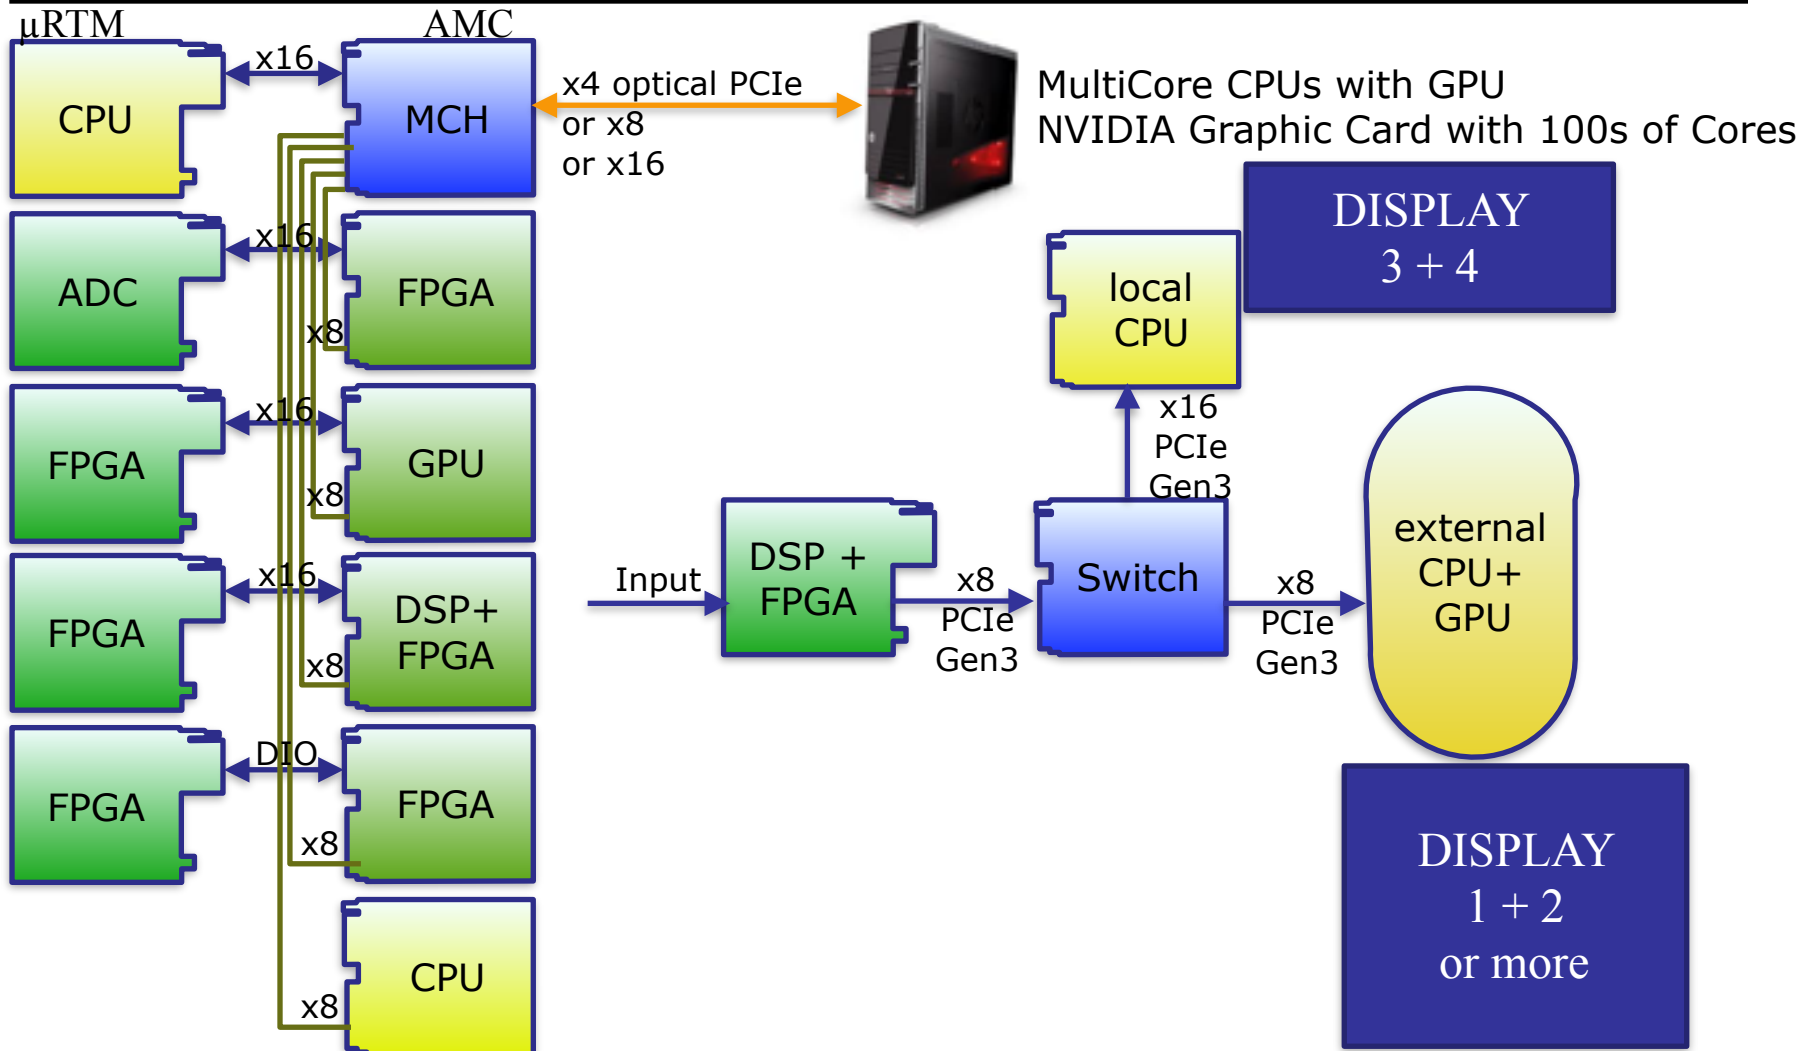 µRTM
AMC
CPU
x16
MCH
x4 optical PCIe
or x8
or x16
MultiCore CPUs with GPU
NVIDIA Graphic Card with 100s of Cores
ADC
x16
FPGA
x8
FPGA
x16
GPU
x8
FPGA
x16
DSP+
FPGA
x8
FPGA
DIO
FPGA
x8
CPU
x8
DISPLAY
3 + 4
local
CPU
x16
PCIe
Gen3
Input
DSP +
FPGA
x8
PCIe
Gen3
Switch
x8
PCIe
Gen3
external
CPU+
GPU
DISPLAY
1 + 2
or more